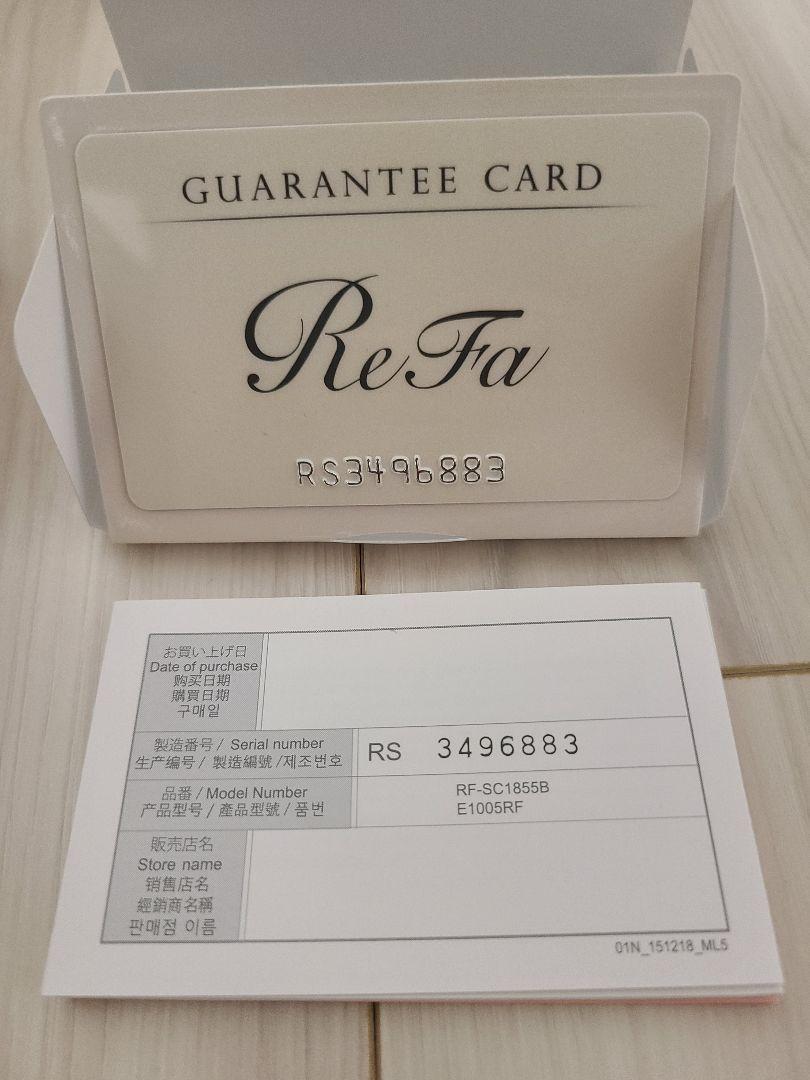 GUARANTEE CARD
ReFa
RS3496883
お買い上げ日
Date of purchase
购买日期
購買日期
구매일
製造番号 / Serial number
生产编号 / 製造編號 /제조번호
RS 3496883
品番 / Model Number
产品型号 / 產品型號 / 품번
RF-SC1855B
E1005RF
販売店名
Store name
销售店名
經銷商名稱
판매점 이름
01N_151218_ML5